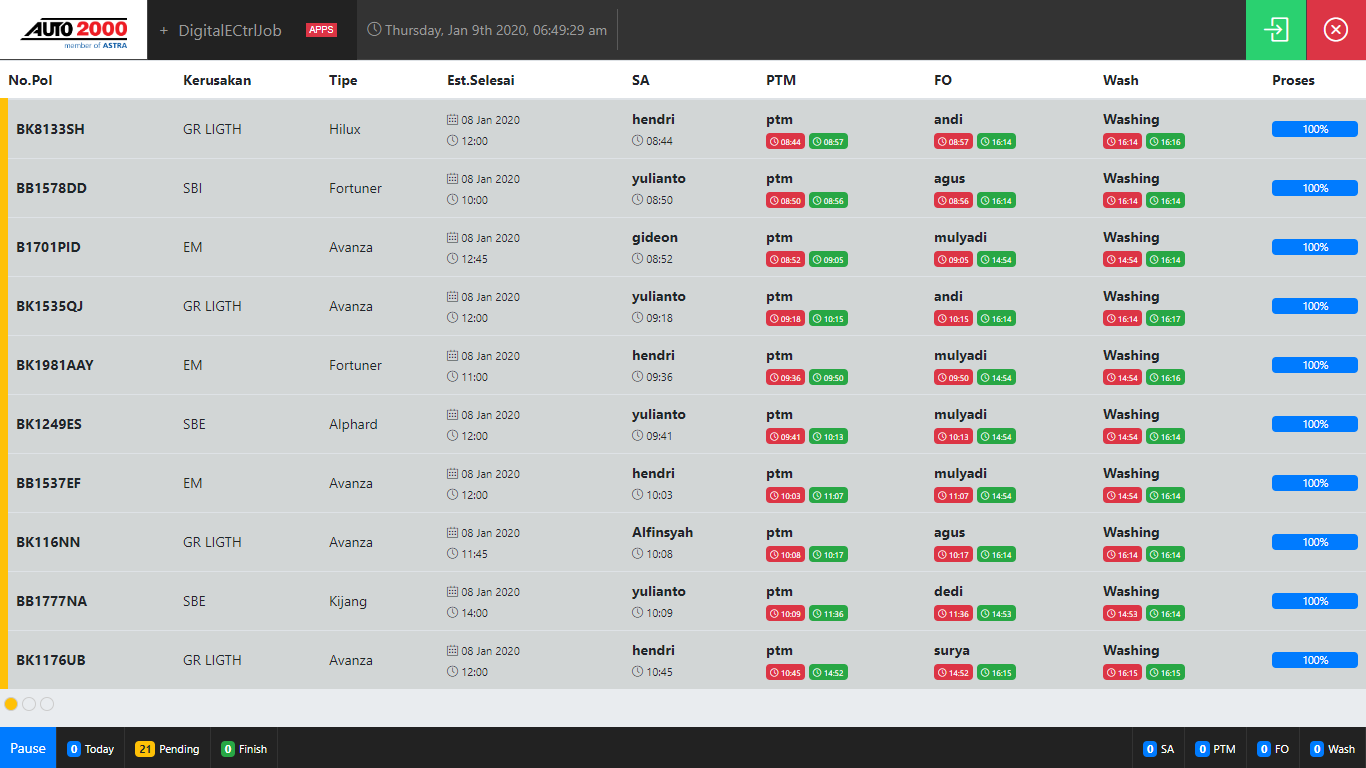 AUTO 2000
member of ASTRA
+ DigitalECtrlJob APPS
Thursday, Jan 9th 2020, 06:49:29 am
No.Pol Kerusakan Tipe Est.Selesai SA PTM FO Wash Proses
BK8133SH GR LIGTH Hilux 08 Jan 2020 hendri ptm andi Washing 100%
12:00 08:44 08:44 08:57 08:57 16:14 16:14 16:16
BB1578DD SBI Fortuner 08 Jan 2020 yulianto ptm agus Washing 100%
10:00 08:50 08:50 08:56 08:56 16:14 16:14 16:14
B1701PID EM Avanza 08 Jan 2020 gideon ptm mulyadi Washing 100%
12:45 08:52 08:52 09:05 09:05 14:54 14:54 16:14
BK1535QJ GR LIGTH Avanza 08 Jan 2020 yulianto ptm andi Washing 100%
12:00 09:18 09:18 10:15 10:15 16:14 16:14 16:17
BK1981AAY EM Fortuner 08 Jan 2020 hendri ptm mulyadi Washing 100%
11:00 09:36 09:36 09:50 09:50 14:54 14:54 16:16
BK1249ES SBE Alphard 08 Jan 2020 yulianto ptm mulyadi Washing 100%
12:00 09:41 09:41 10:13 10:13 14:54 14:54 16:14
BB1537EF EM Avanza 08 Jan 2020 hendri ptm mulyadi Washing 100%
12:00 10:03 10:03 11:07 11:07 14:54 14:54 16:14
BK116NN GR LIGTH Avanza 08 Jan 2020 Alfinsyah ptm agus Washing 100%
11:45 10:08 10:08 10:17 10:17 16:14 16:14 16:14
BB1777NA SBE Kijang 08 Jan 2020 yulianto ptm dedi Washing 100%
14:00 10:09 10:09 11:36 11:36 14:53 14:53 16:14
BK1176UB GR LIGTH Avanza 08 Jan 2020 hendri ptm surya Washing 100%
12:00 10:45 10:45 14:52 14:52 16:15 16:15 16:15
Pause 0 Today 21 Pending 0 Finish 0 SA 0 PTM 0 FO 0 Wash